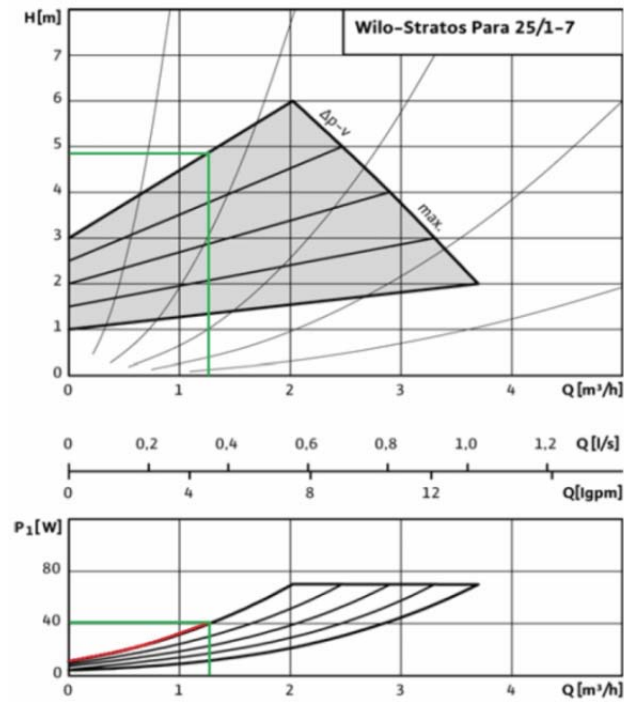 H[m]
Wilo-Stratos Para 25/1-7
7
6
Δp-v
5
4
max.
3
2
1
0
0 1 2 3 4 Q[m³/h]
0 0,2 0,4 0,6 0,8 1,0 1,2 Q[l/s]
0 4 8 12 Q[Igpm]
P₁[W]
80
40
0
0 1 2 3 4 Q[m³/h]